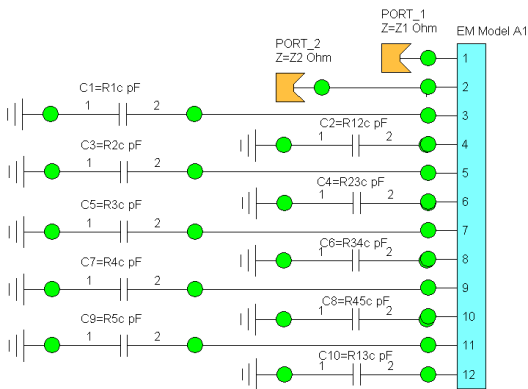 PORT_1
Z=Z1 Ohm
EM Model A1
PORT_2
Z=Z2 Ohm
1
2
C1=R1c pF
1 2
3
C2=R12c pF
1 2
4
C3=R2c pF
1 2
5
C4=R23c pF
1 2
6
C5=R3c pF
1 2
7
C6=R34c pF
1 2
8
C7=R4c pF
1 2
9
C8=R45c pF
1 2
10
C9=R5c pF
1 2
11
C10=R13c pF
1 2
12